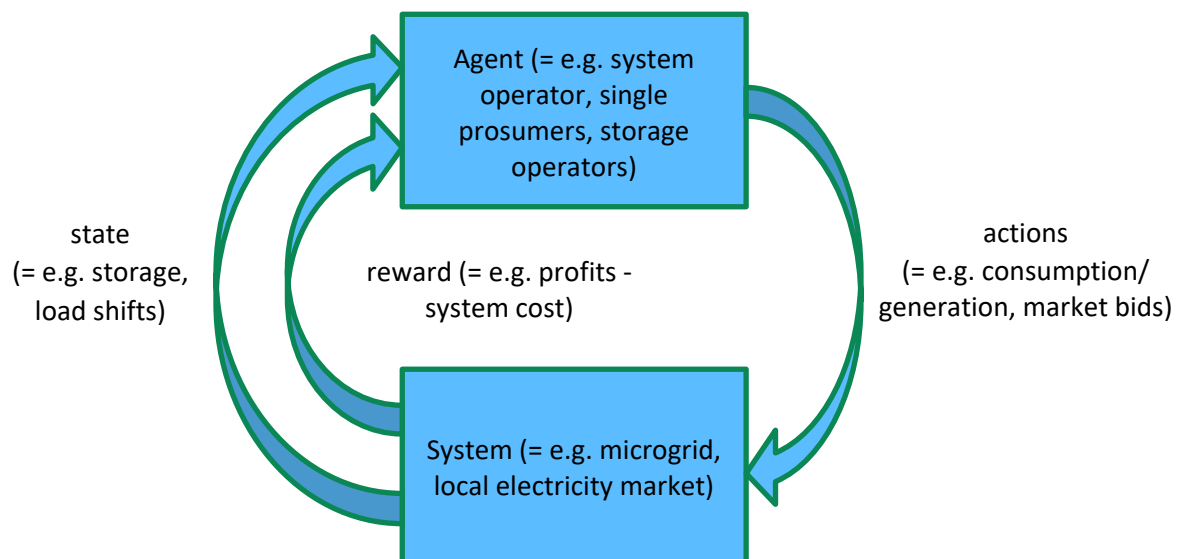 Agent (= e.g. system
operator, single
prosumers, storage
operators)
state
(= e.g. storage,
load shifts)
reward (= e.g. profits -
system cost)
actions
(= e.g. consumption/
generation, market bids)
System (= e.g. microgrid,
local electricity market)